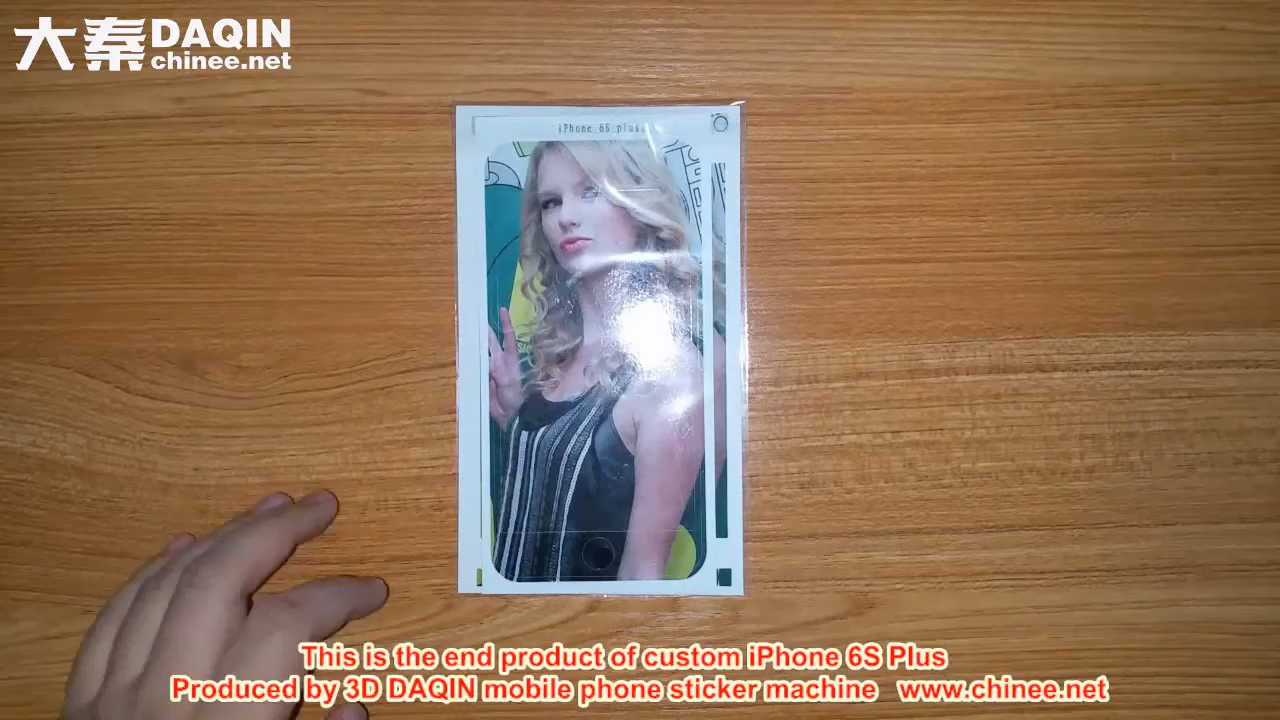 大秦 DAQIN
chinee.net
iPhone 6S plus
This is the end product of custom iPhone 6S Plus
Produced by 3D DAQIN mobile phone sticker machine www.chinee.net